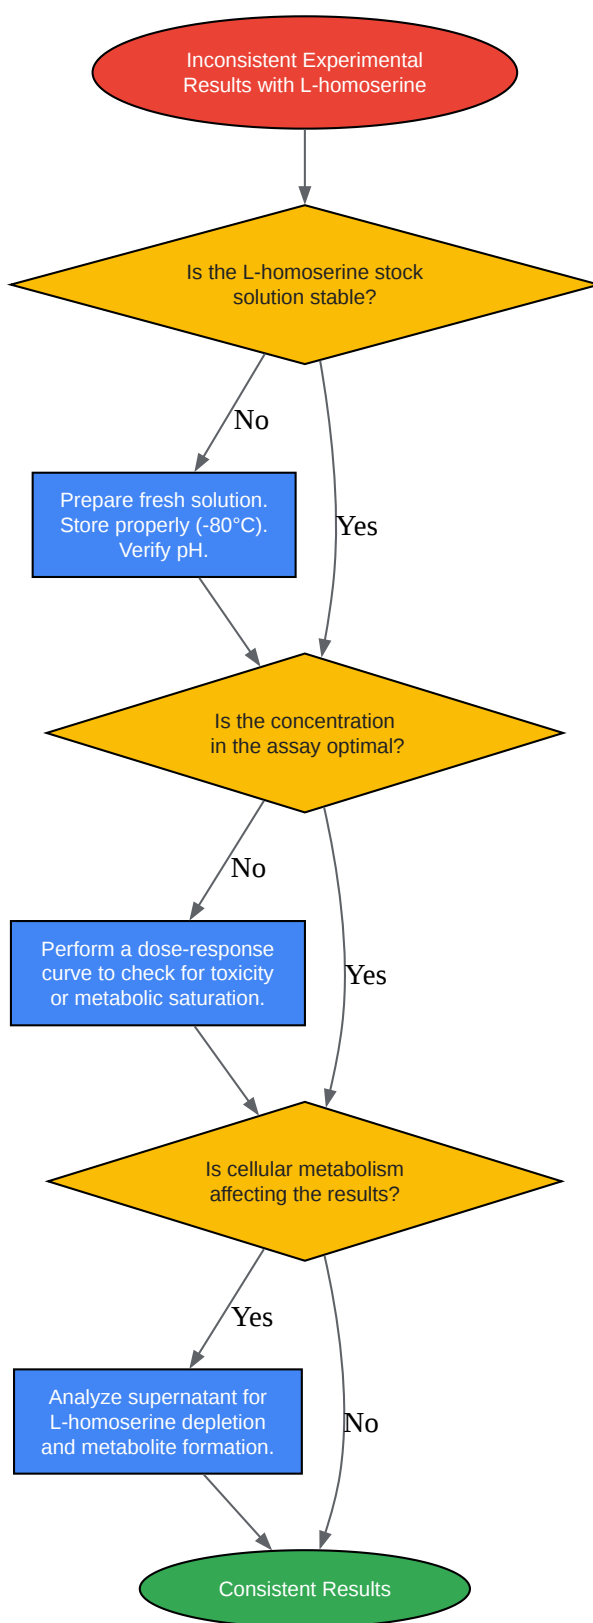 Inconsistent Experimental
Results with L-homoserine
Is the L-homoserine stock
solution stable?
No
Prepare fresh solution.
Store properly (-80°C).
Verify pH.
Yes
Is the concentration
in the assay optimal?
No
Perform a dose-response
curve to check for toxicity
or metabolic saturation.
Yes
Is cellular metabolism
affecting the results?
Yes
Analyze supernatant for
L-homoserine depletion
and metabolite formation.
No
Consistent Results